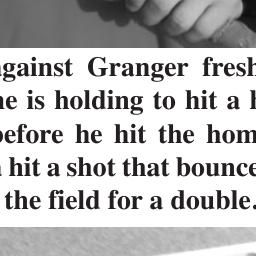 against Granger fresh
he is holding to hit a
before he hit the hom
hit a shot that bounce
the field for a double.